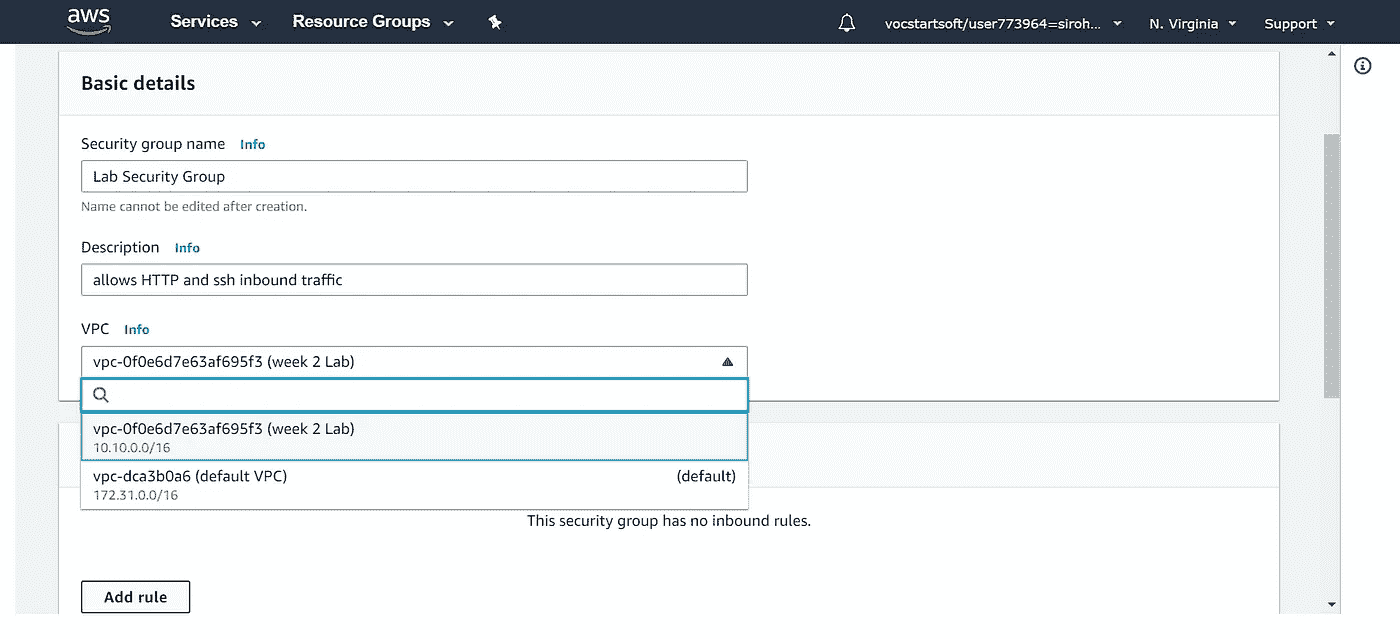 aws Services Resource Groups vocstartsoft/user773964=siroh... N. Virginia Support
Basic details
Security group name Info
Lab Security Group
Name cannot be edited after creation.
Description Info
allows HTTP and ssh inbound traffic
VPC Info
vpc-0f0e6d7e63af695f3 (week 2 Lab)
vpc-0f0e6d7e63af695f3 (week 2 Lab)
10.10.0.0/16
vpc-dca3b0a6 (default VPC) (default)
172.31.0.0/16
This security group has no inbound rules.
Add rule